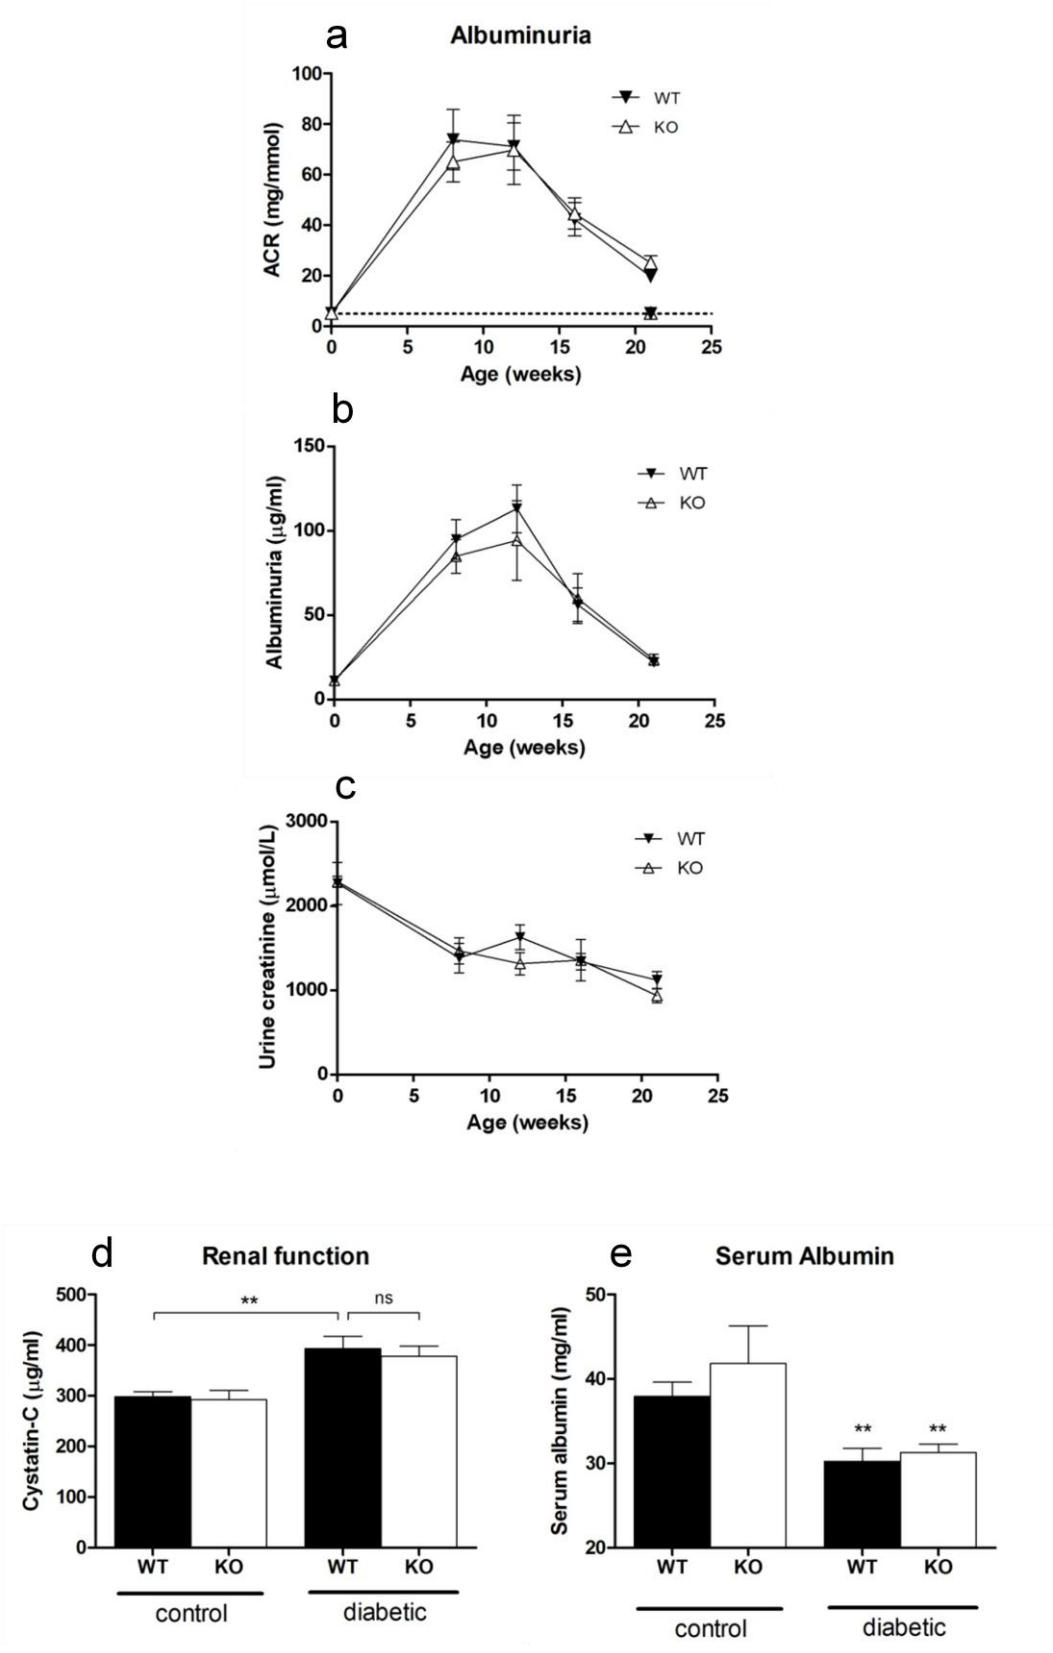 a
Albuminuria
100
80
60
40
20
0
ACR (mg/mmol)
WT
KO
0 5 10 15 20 25
Age (weeks)
b
150
100
50
0
Albuminuria (µg/ml)
WT
KO
0 5 10 15 20 25
Age (weeks)
c
3000
2000
1000
0
Urine creatinine (µmol/L)
WT
KO
0 5 10 15 20 25
Age (weeks)
d
Renal function
500
400
300
200
100
0
Cystatin-C (µg/ml)
**
ns
WT KO WT KO
control diabetic
e
Serum Albumin
50
40
30
20
Serum albumin (mg/ml)
** **
WT KO WT KO
control diabetic